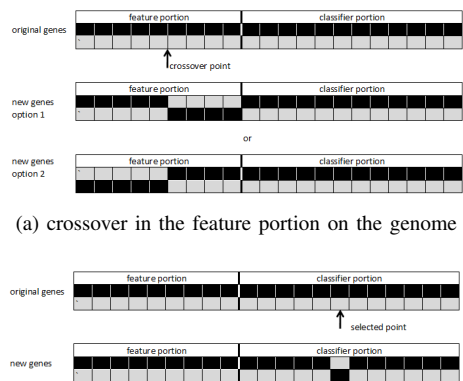 feature portion classifier portion
original genes
crossover point
feature portion classifier portion
new genes
option 1
or
feature portion classifier portion
new genes
option 2
(a) crossover in the feature portion on the genome
feature portion classifier portion
original genes
selected point
feature portion classifier portion
new genes